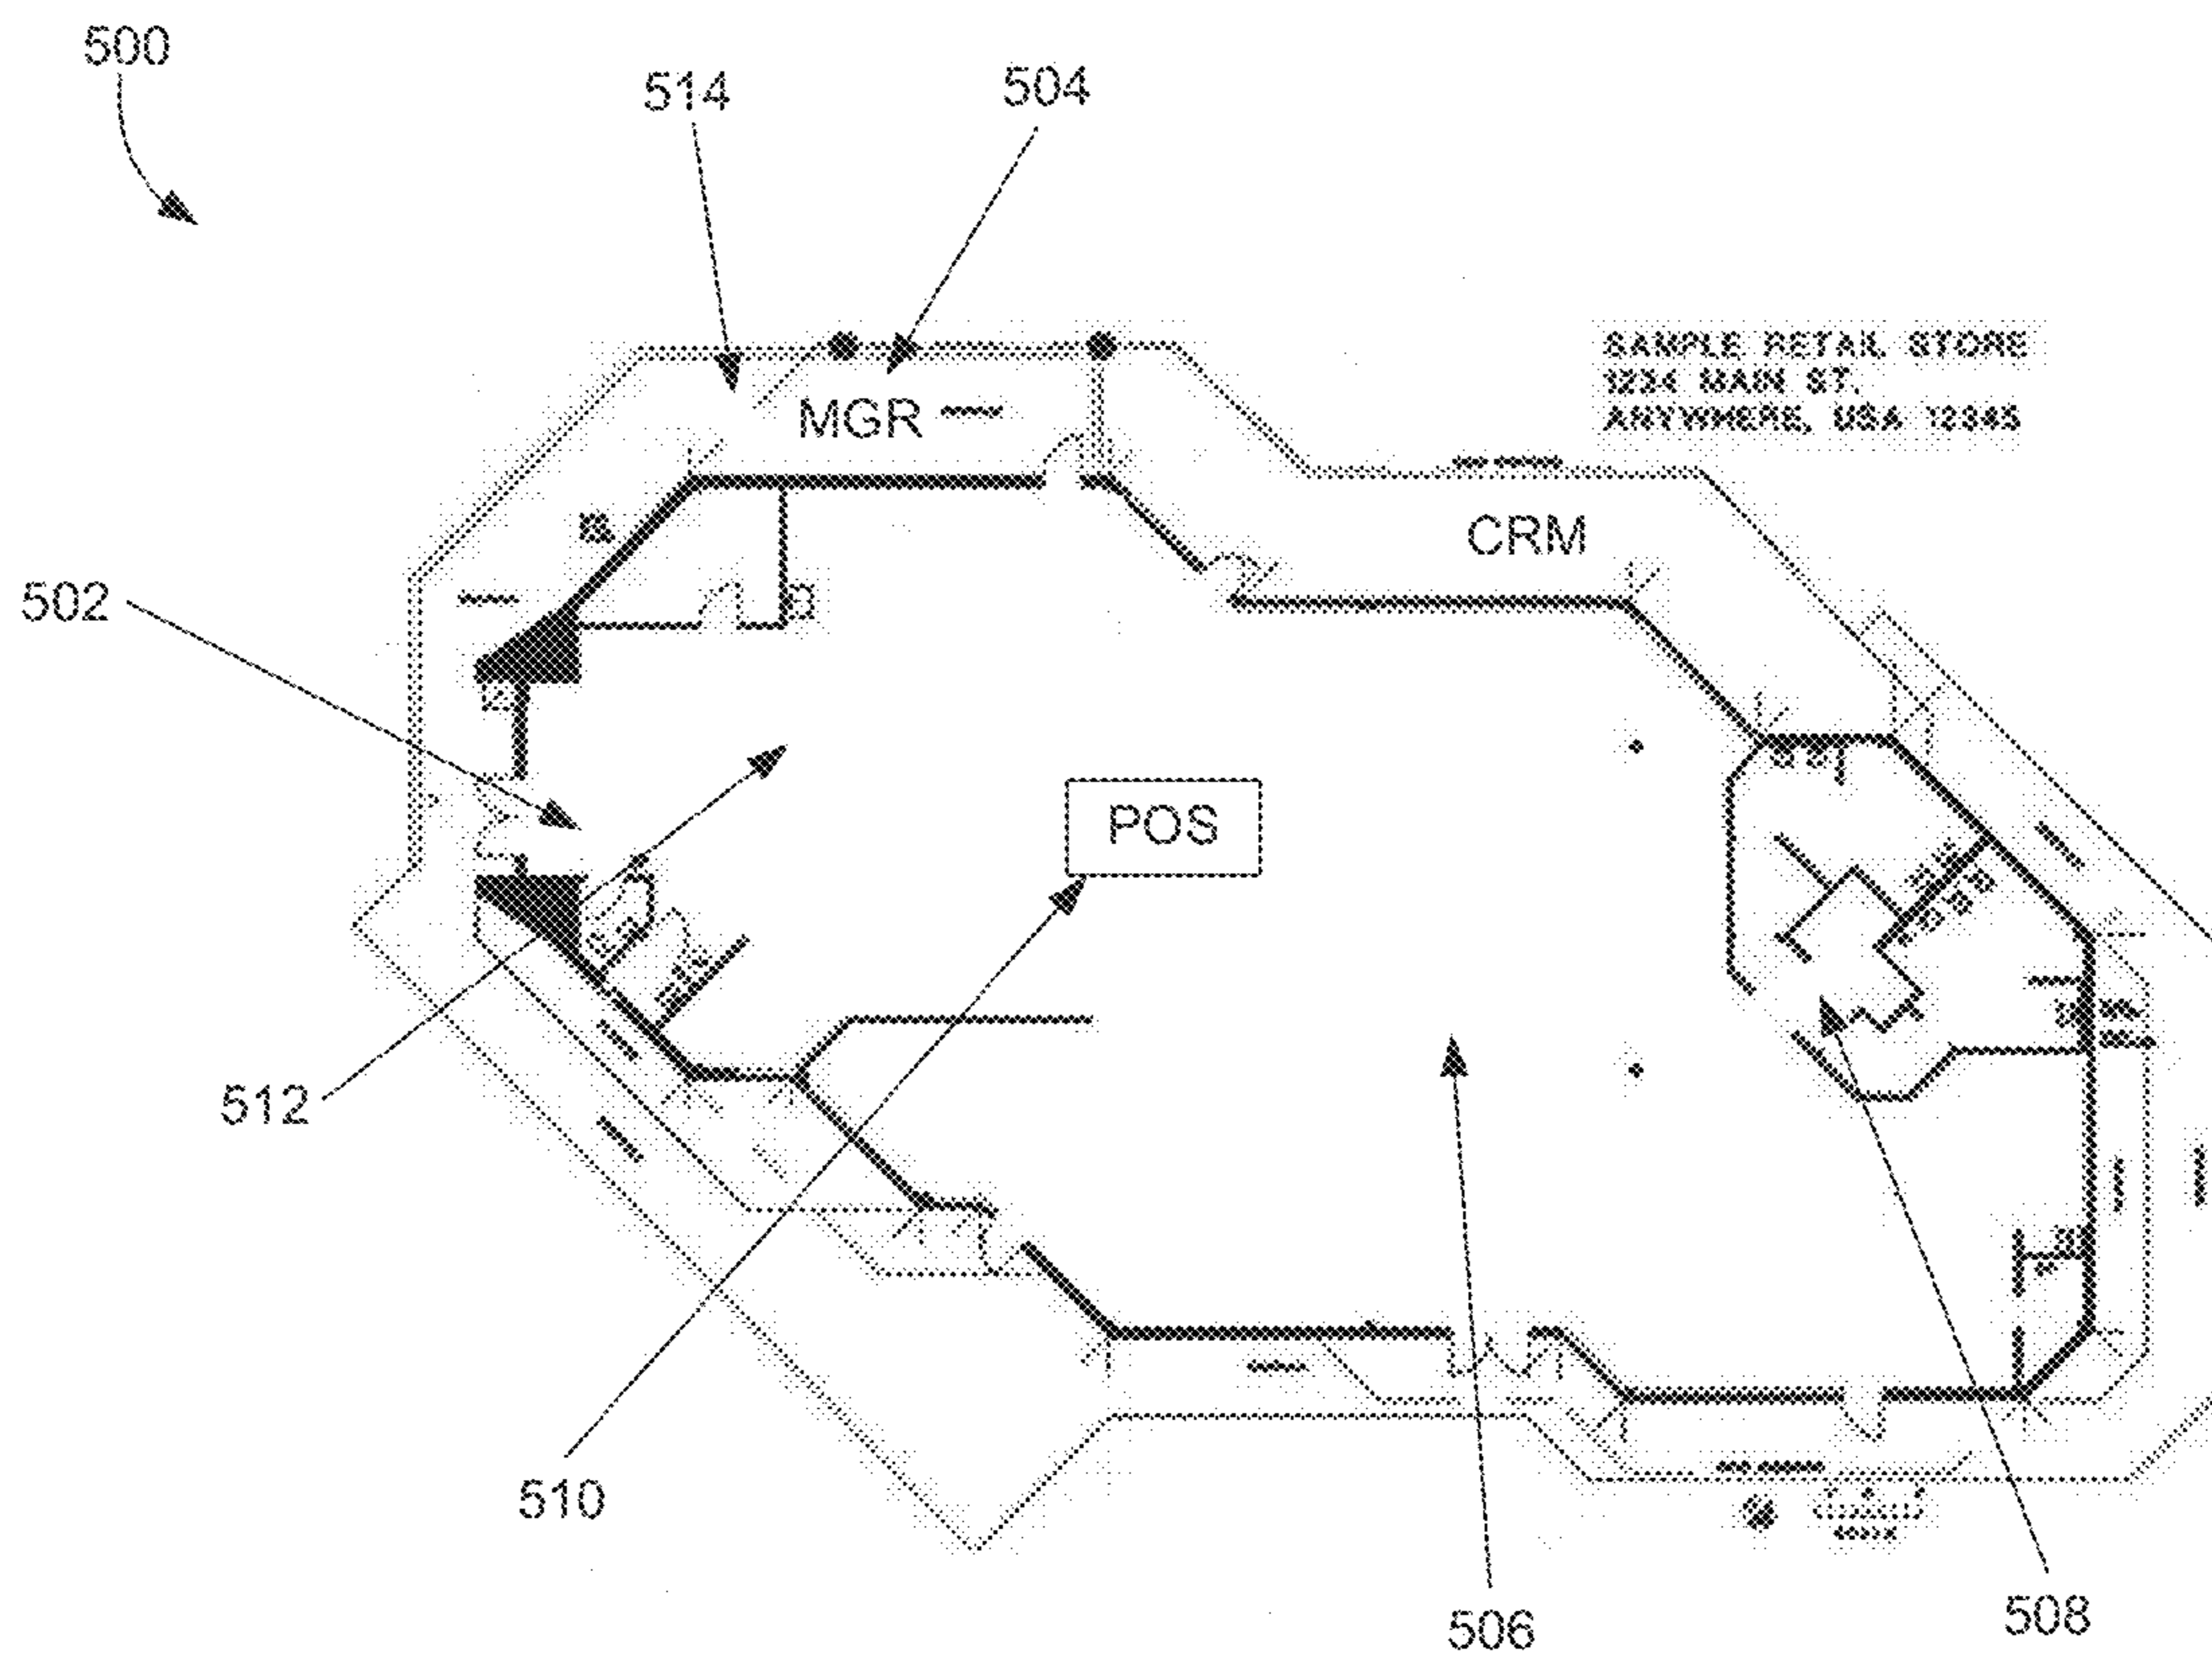 500
514
504
SAMPLE RETAIL STORE
1234 MAIN ST.
ANYWHERE, USA 12345
MGR
CRM
502
POS
512
510
506
508